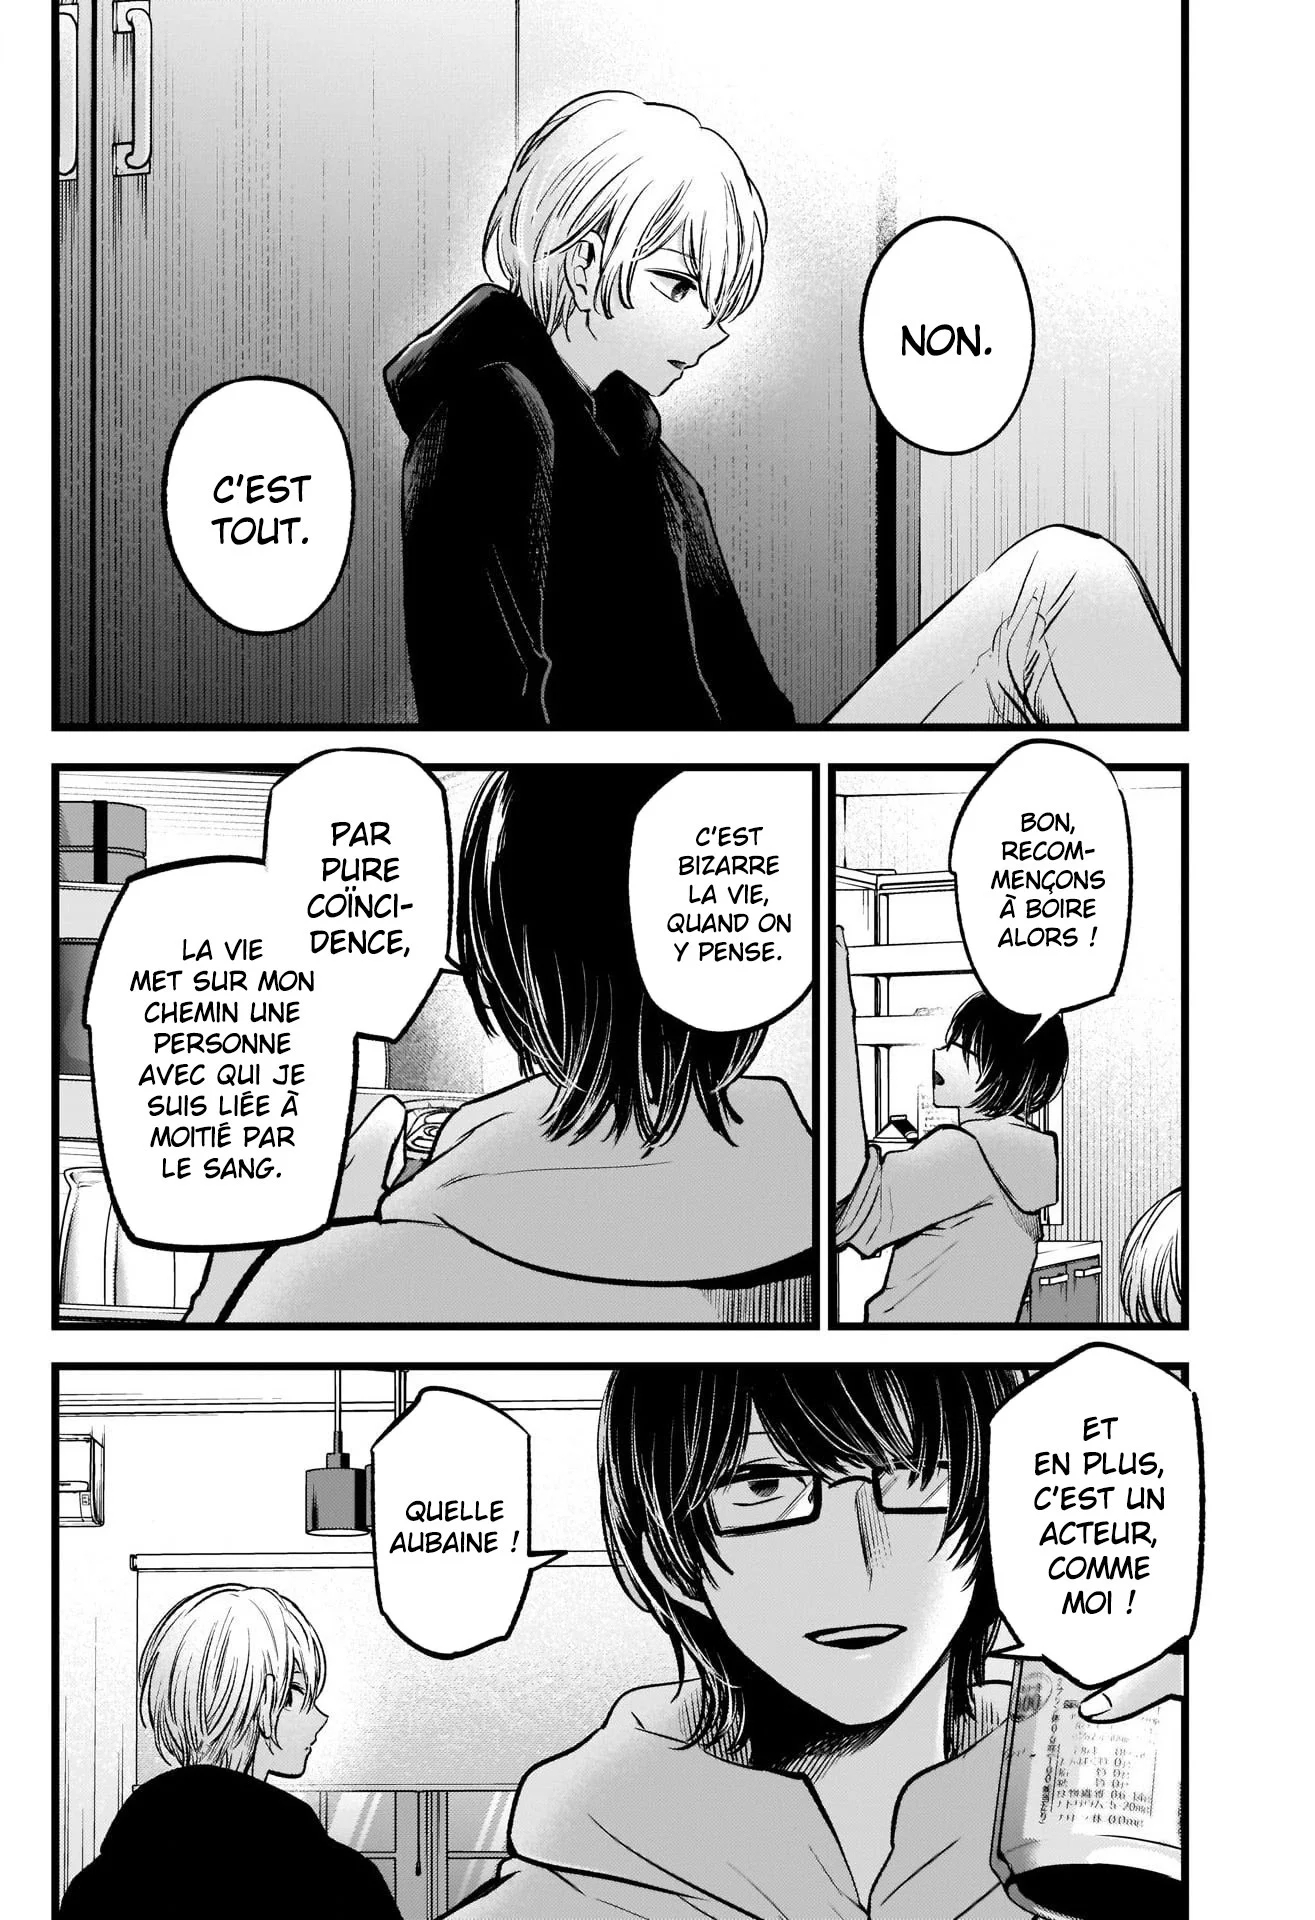 NON.
C'EST
TOUT.
BON,
RECOM-
MENÇONS
À BOIRE
ALORS !
C'EST
BIZARRE
LA VIE,
QUAND ON
Y PENSE.
PAR
PURE
COÏNCI-
DENCE,
LA VIE
MET SUR MON
CHEMIN UNE
PERSONNE
AVEC QUI JE
SUIS LIÉE À
MOITIÉ PAR
LE SANG.
ET
EN PLUS,
C'EST UN
ACTEUR,
COMME
MOI !
QUELLE
AUBAINE !